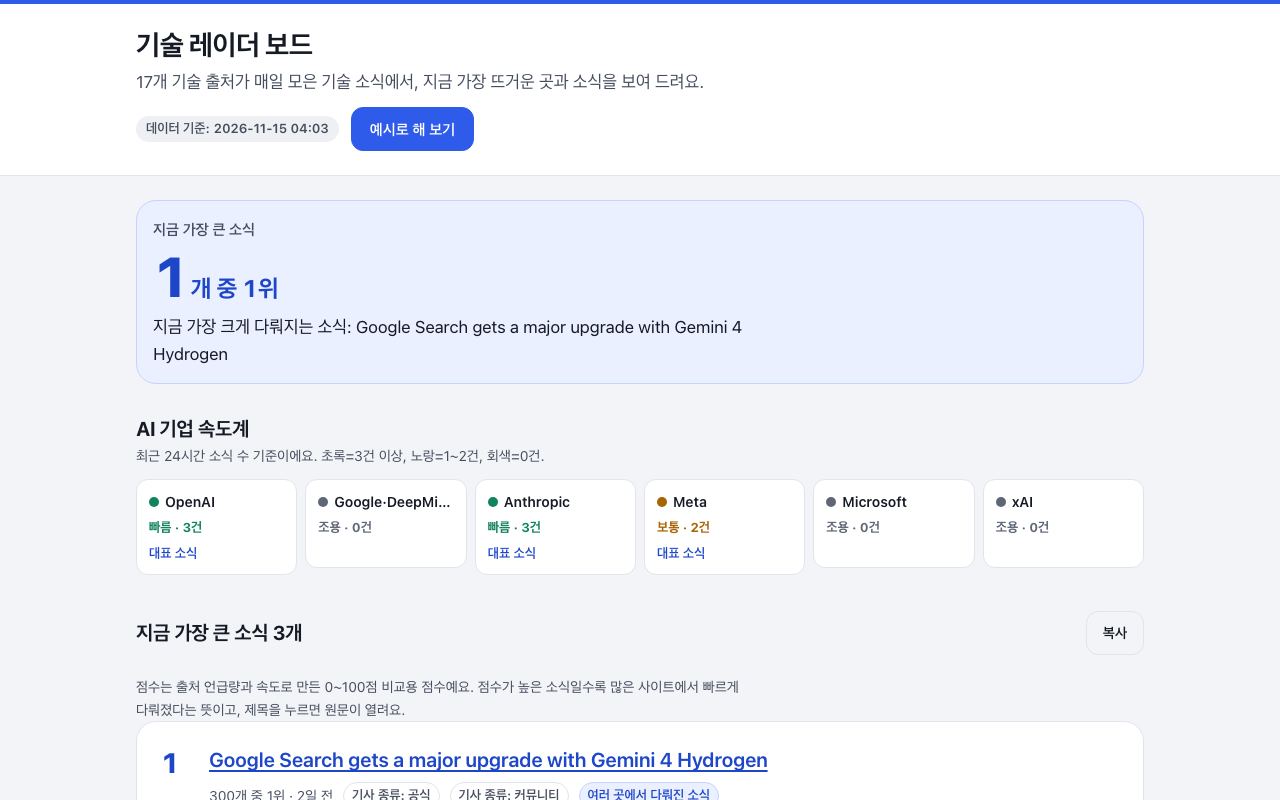 기술 레이더 보드
17개 기술 출처가 매일 모은 기술 소식에서, 지금 가장 뜨거운 곳과 소식을 보여 드려요.
데이터 기준: 2026-11-15 04:03
예시로 해 보기
지금 가장 큰 소식
1개 중 1위
지금 가장 크게 다뤄지는 소식: Google Search gets a major upgrade with Gemini 4
Hydrogen
AI 기업 속도계
최근 24시간 소식 수 기준이에요. 초록=3건 이상, 노랑=1~2건, 회색=0건.
OpenAI
빠름 · 3건
대표 소식
Google·DeepMi...
조용 · 0건
Anthropic
빠름 · 3건
대표 소식
Meta
보통 · 2건
대표 소식
Microsoft
조용 · 0건
xAI
조용 · 0건
지금 가장 큰 소식 3개
복사
점수는 출처 언급량과 속도로 만든 0~100점 비교용 점수예요. 점수가 높은 소식일수록 많은 사이트에서 빠르게
다뤄졌다는 뜻이고, 제목을 누르면 원문이 열려요.
1
Google Search gets a major upgrade with Gemini 4 Hydrogen
300개 중 1위 · 2일 전
기사 종류: 공식
기사 종류: 커뮤니티
여러 곳에서 다뤄진 소식